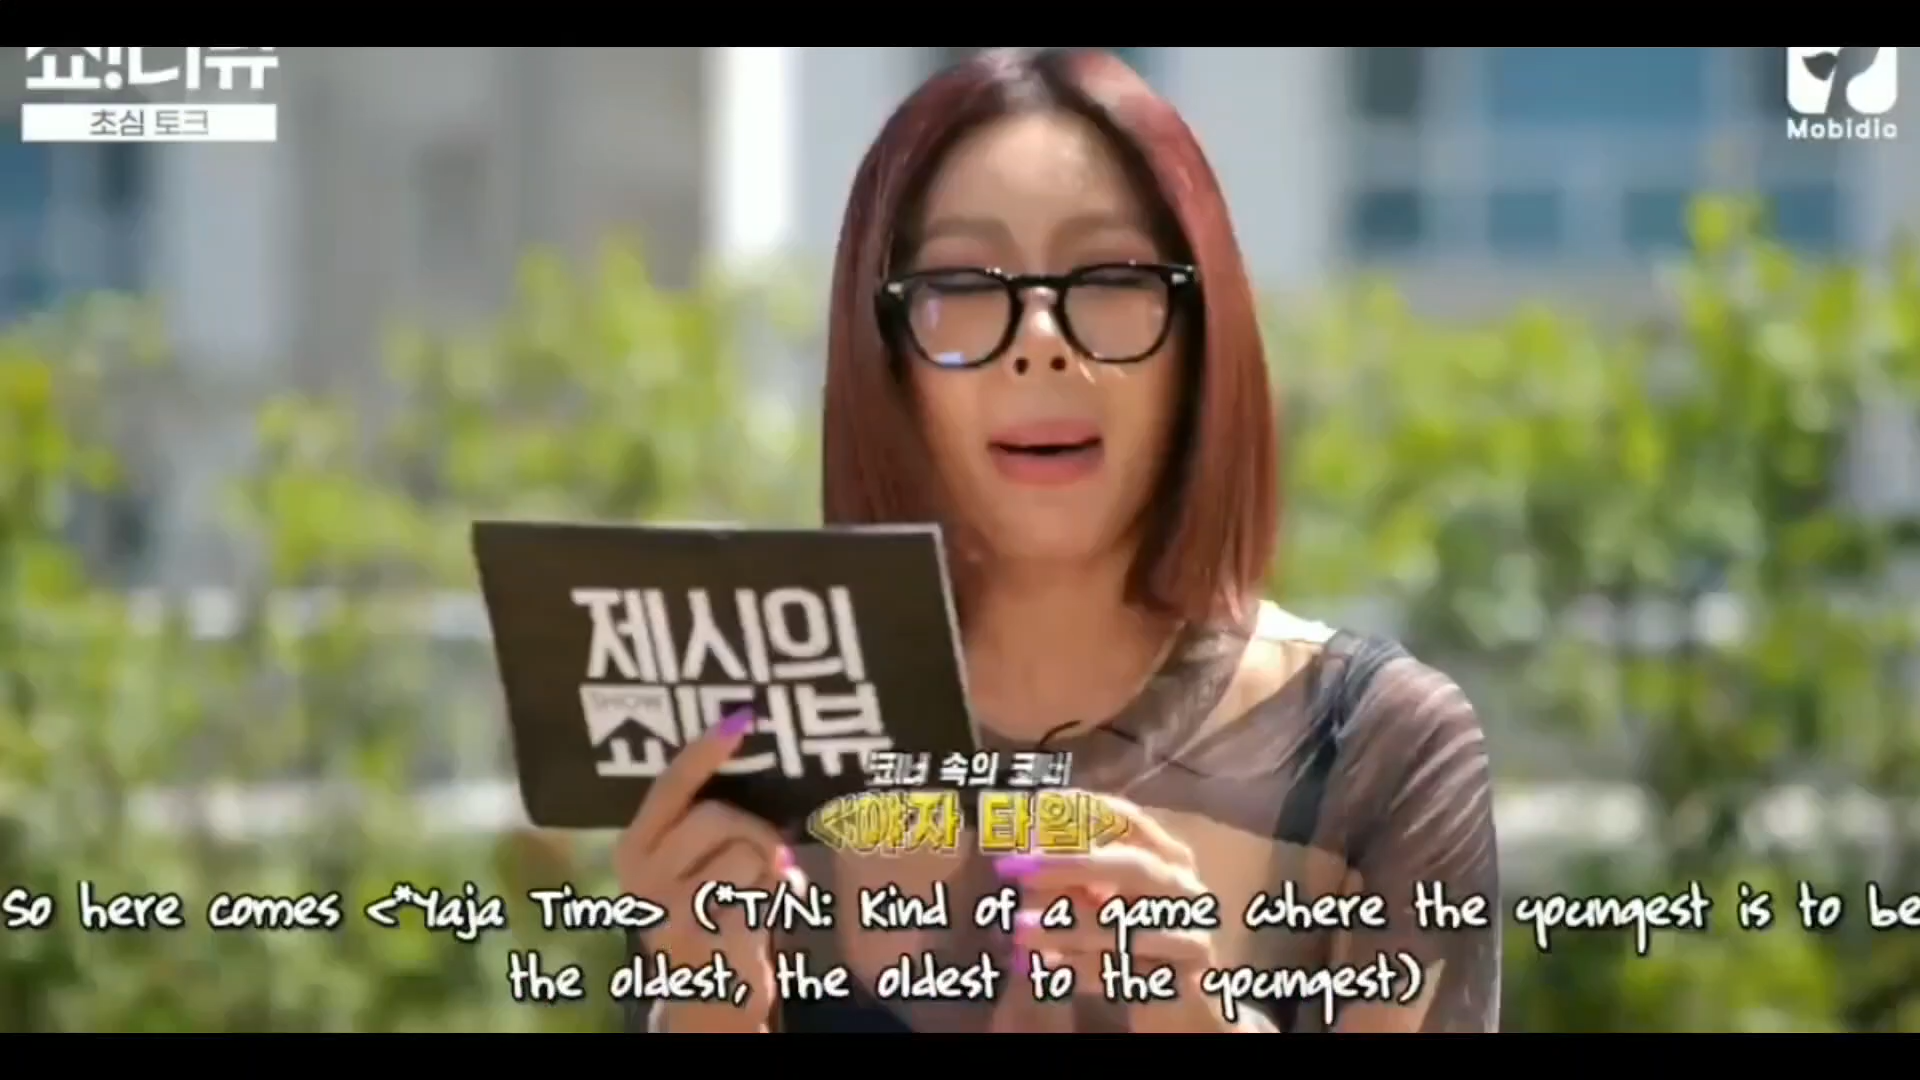 쇼!터뷰
초심 토크
Mobidic
제시의
SHOW
쇼!터뷰
코너 속의 코너
<야자 타임>
So here comes <*Yaja Time> (*T/N: Kind of a game where the youngest is to be
the oldest, the oldest to the youngest)